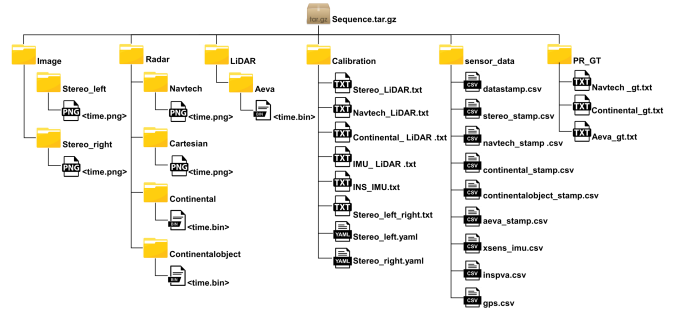 tar.gz Sequence.tar.gz
Image
Stereo_left
PNG <time.png>
Stereo_right
PNG <time.png>
Radar
Navtech
PNG <time.png>
Cartesian
PNG <time.png>
Continental
BIN <time.bin>
Continentalobject
BIN <time.bin>
LiDAR
Aeva
BIN <time.bin>
Calibration
TXT Stereo_LiDAR.txt
TXT Navtech_LiDAR.txt
TXT Continental_ LiDAR .txt
TXT IMU_ LiDAR .txt
TXT INS_IMU.txt
TXT Stereo_left_right.txt
YAML Stereo_left.yaml
YAML Stereo_right.yaml
sensor_data
CSV datastamp.csv
CSV stereo_stamp.csv
CSV navtech_stamp .csv
CSV continental_stamp.csv
CSV continentalobject_stamp.csv
CSV aeva_stamp.csv
CSV xsens_imu.csv
CSV inspva.csv
CSV gps.csv
PR_GT
TXT Navtech _gt.txt
TXT Continental_gt.txt
TXT Aeva_gt.txt